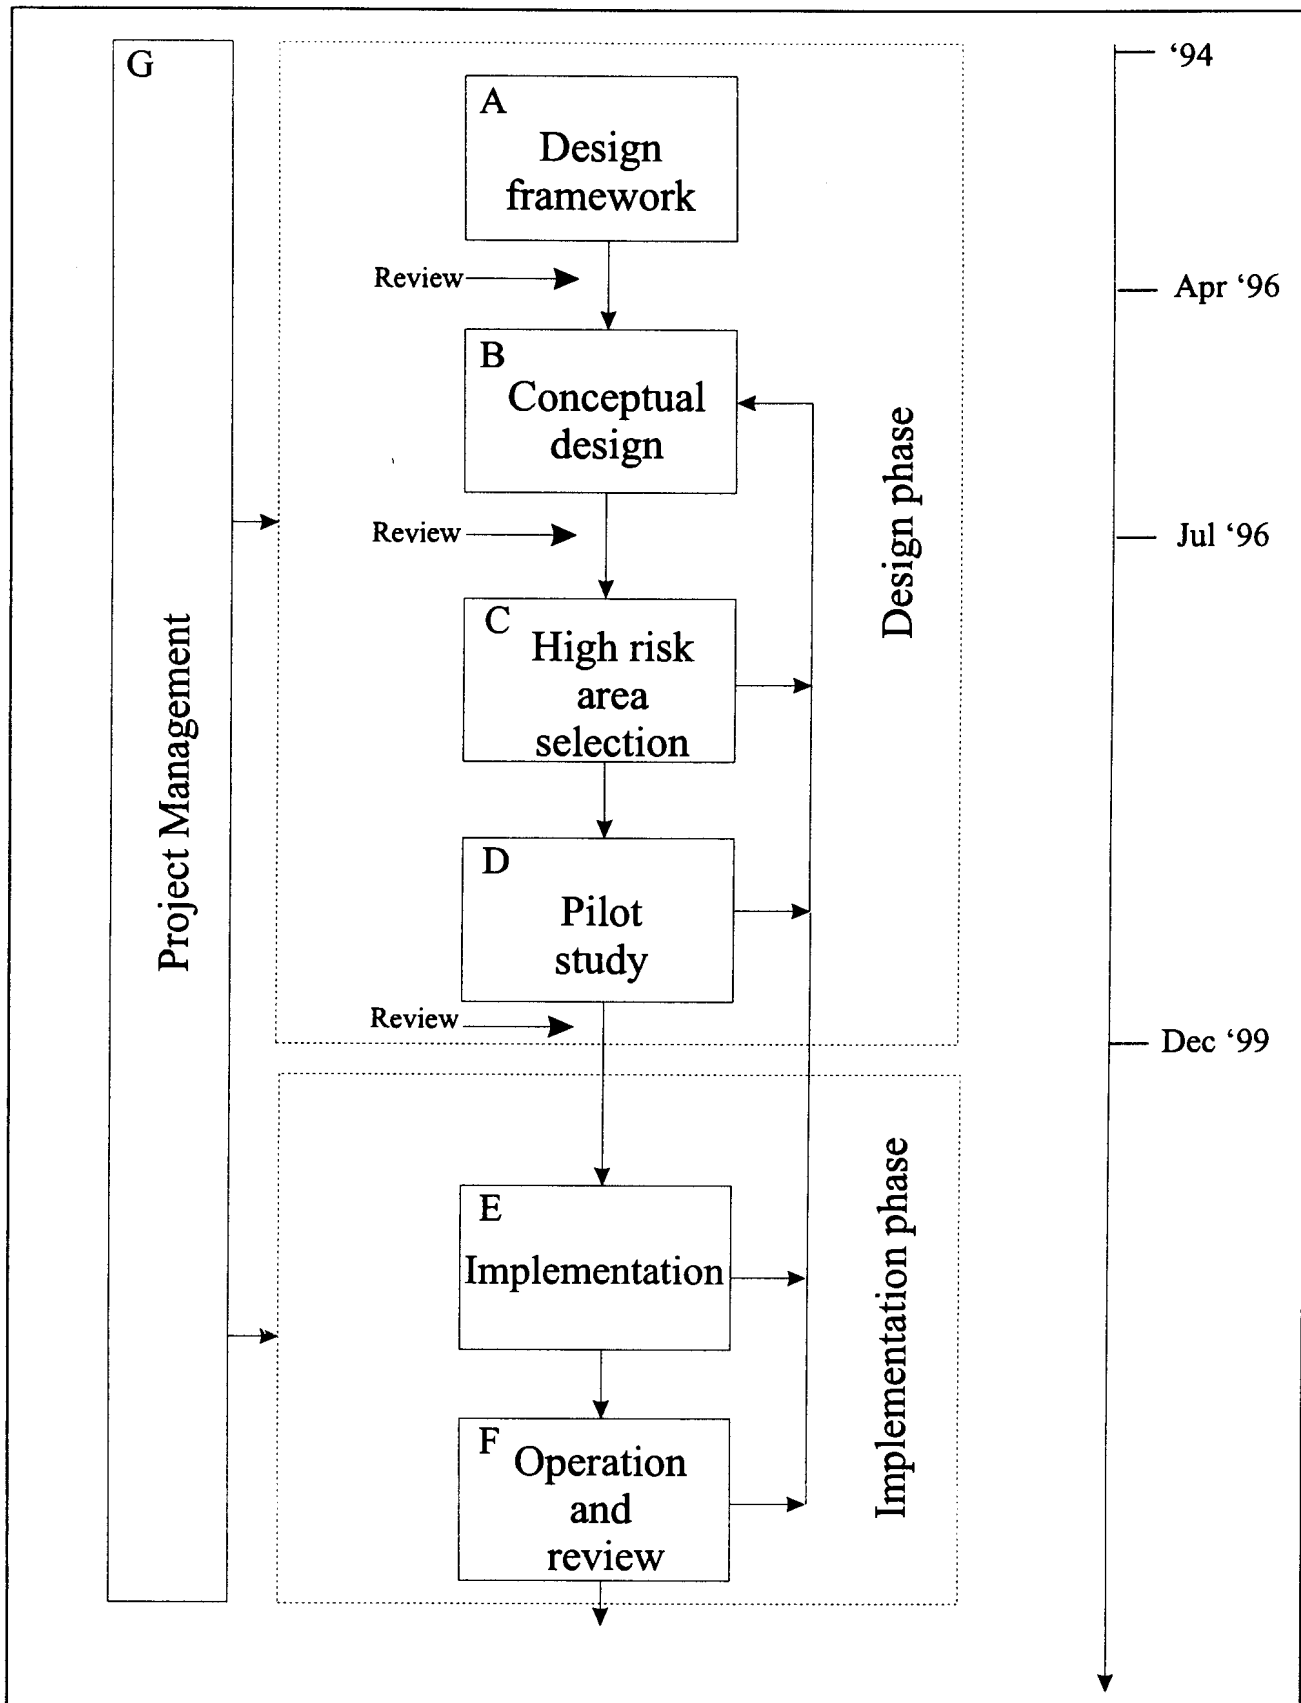 G
‘94
A
Design
framework
Review
Apr ‘96
B
Conceptual
design
Design phase
Review
Jul ‘96
C
High risk
area
selection
Project Management
D
Pilot
study
Review
Dec ‘99
E
Implementation
Implementation phase
F
Operation
and
review